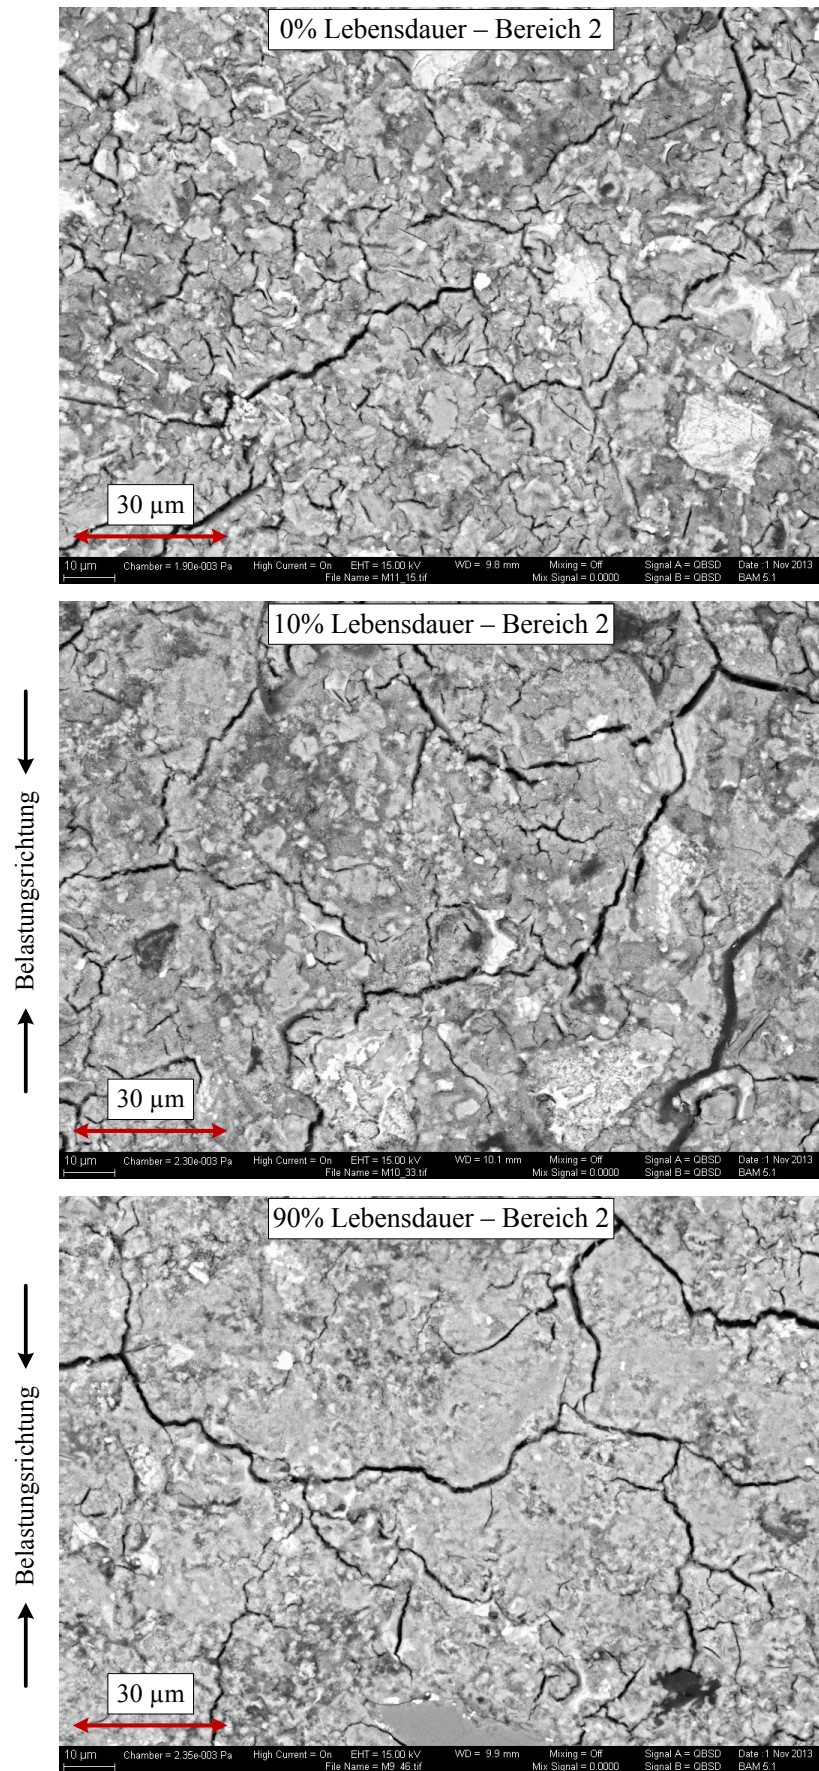 0% Lebensdauer – Bereich 2
30 µm
10 µm
Chamber = 1.90e-003 Pa
High Current = On
EHT = 15.00 kV
WD = 9.8 mm
Mixing = Off
Signal A = QBSD
Date :1 Nov 2013
File Name = M11_15.tif
Mix Signal = 0.0000
Signal B = QBSD
BAM 5.1
10% Lebensdauer – Bereich 2
Belastungsrichtung
30 µm
10 µm
Chamber = 2.30e-003 Pa
High Current = On
EHT = 15.00 kV
WD = 10.1 mm
Mixing = Off
Signal A = QBSD
Date :1 Nov 2013
File Name = M10_33.tif
Mix Signal = 0.0000
Signal B = QBSD
BAM 5.1
90% Lebensdauer – Bereich 2
Belastungsrichtung
30 µm
10 µm
Chamber = 2.35e-003 Pa
High Current = On
EHT = 15.00 kV
WD = 9.9 mm
Mixing = Off
Signal A = QBSD
Date :1 Nov 2013
File Name = M9_46.tif
Mix Signal = 0.0000
Signal B = QBSD
BAM 5.1